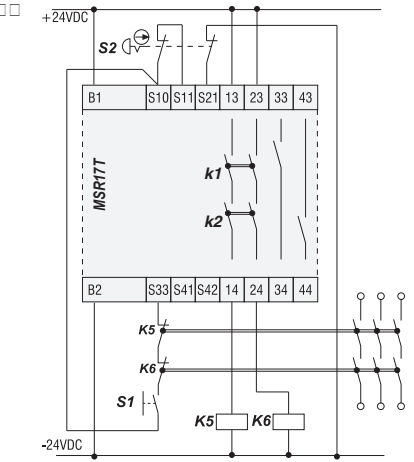 +24VDC
S2
B1 S10 S11 S21 13 23 33 43
MSR17T
k1
k2
B2 S33 S41 S42 14 24 34 44
K5
K6
S1
K5 K6
-24VDC